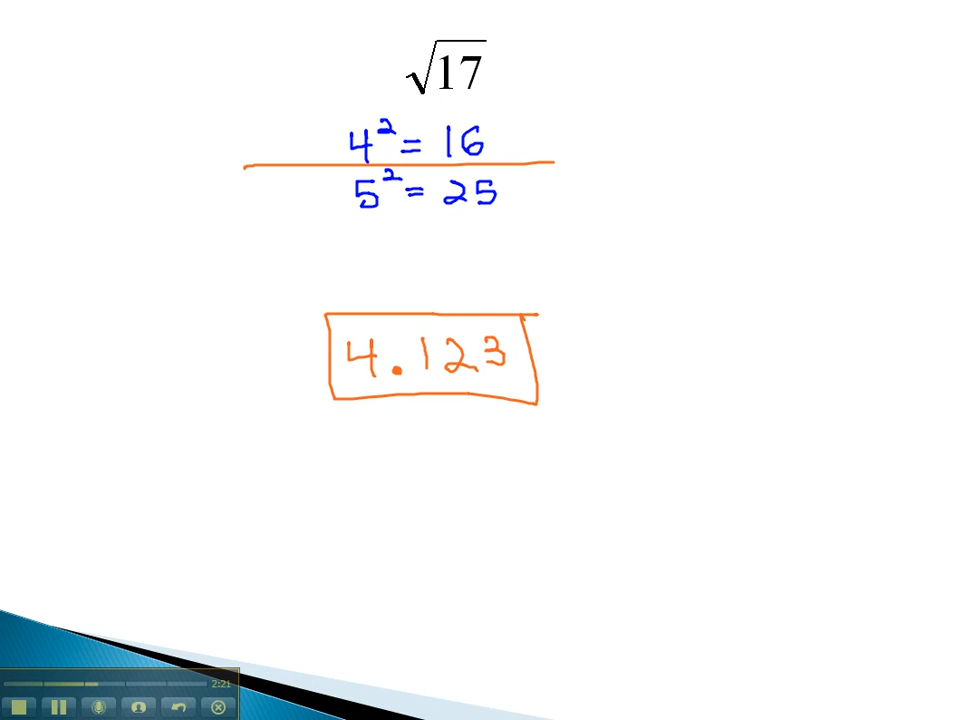 √17
4² = 16
5² = 25
4.123
2:21